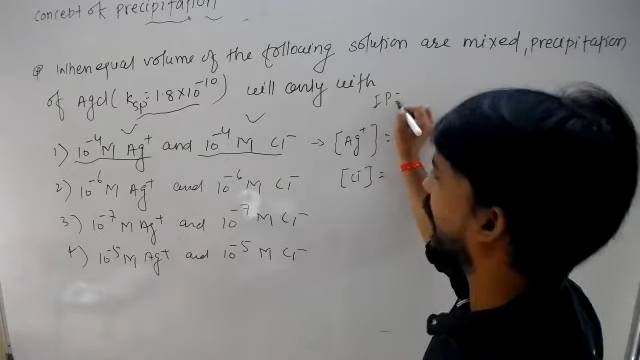 concept of precipitation
Q When equal volume of the following solution are mixed, precipitation
of Agcl (Ksp = 1.8×10⁻¹⁰) will only with
IP =
1) 10⁻⁴ M Ag⁺ and 10⁻⁴ M Cl⁻ → [Ag⁺] =
2) 10⁻⁶ M Ag⁺ and 10⁻⁶ M Cl⁻ [Cl⁻] =
3) 10⁻⁷ M Ag⁺ and 10⁻⁷ M Cl⁻
4) 10⁻⁵ M Ag⁺ and 10⁻⁵ M Cl⁻